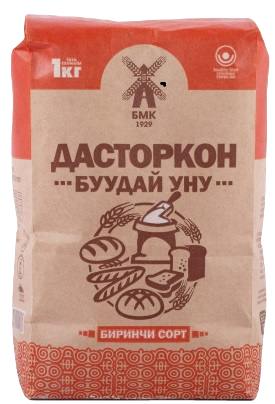 1КГ
БМК
1929
ДАСТОРКОН
БУУДАЙ УНУ
БИРИНЧИ СОРТ